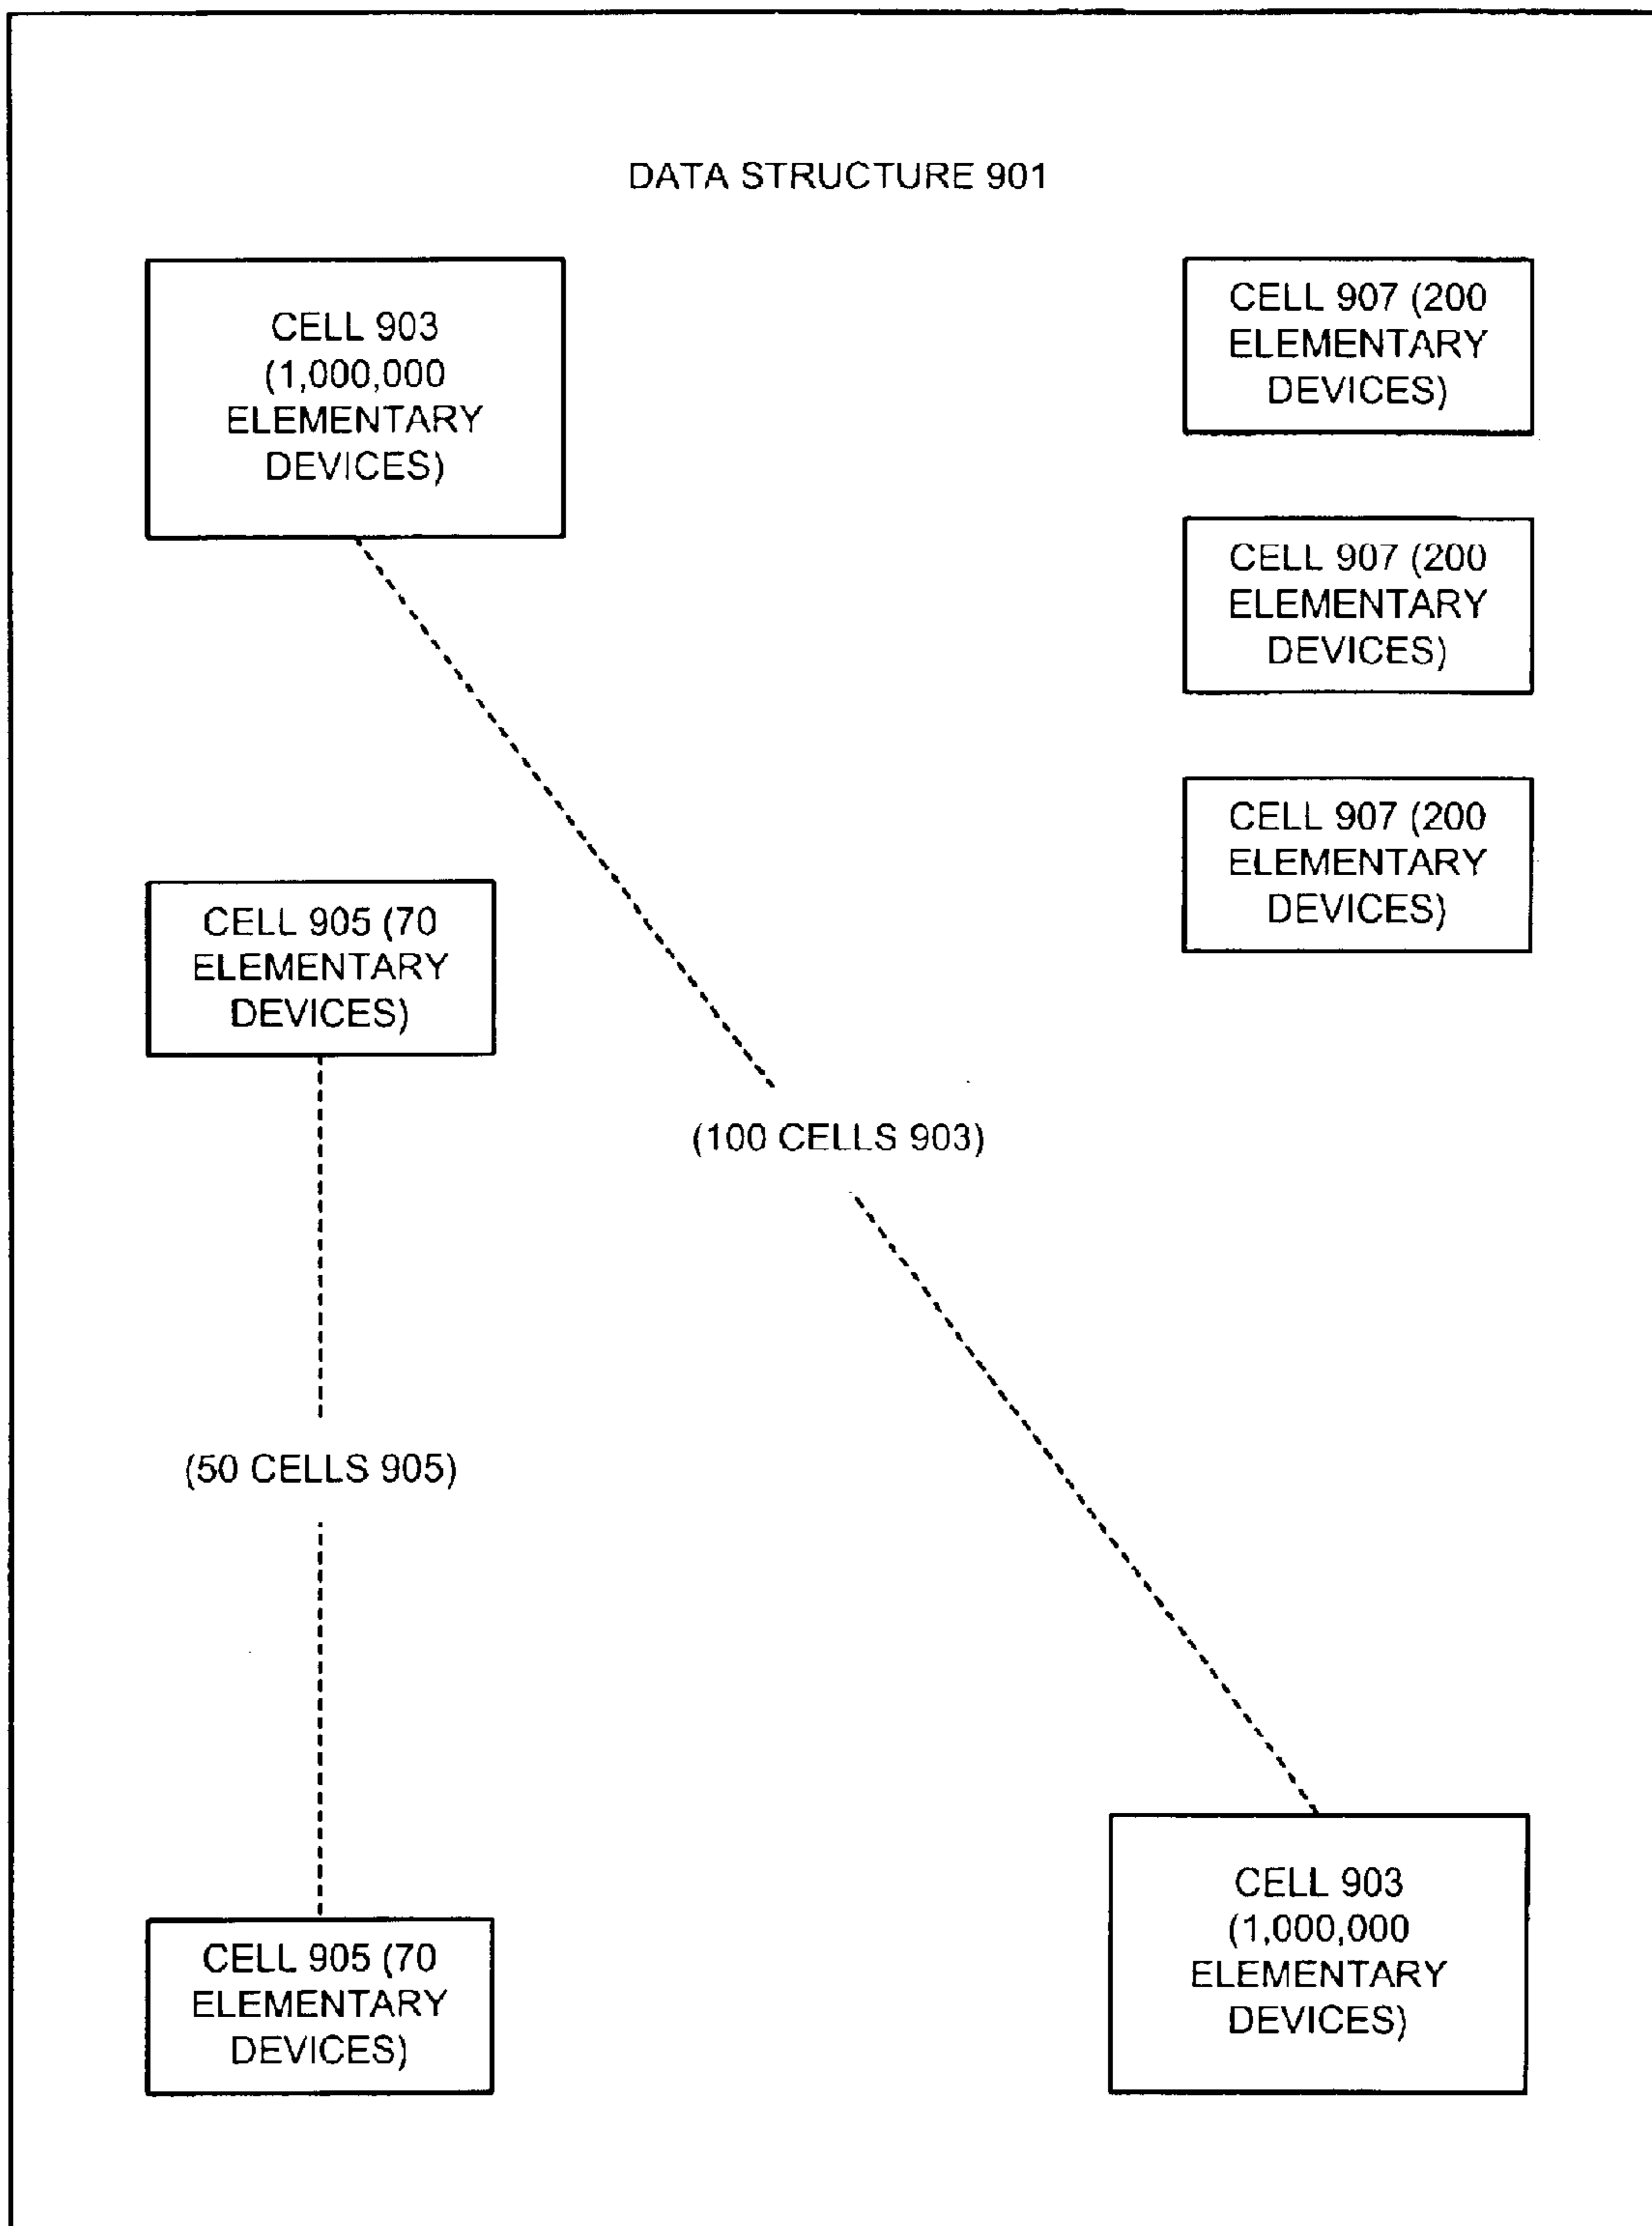 DATA STRUCTURE 901
CELL 903
(1,000,000
ELEMENTARY
DEVICES)
CELL 907 (200
ELEMENTARY
DEVICES)
CELL 907 (200
ELEMENTARY
DEVICES)
CELL 907 (200
ELEMENTARY
DEVICES)
CELL 905 (70
ELEMENTARY
DEVICES)
(100 CELLS 903)
(50 CELLS 905)
CELL 903
(1,000,000
ELEMENTARY
DEVICES)
CELL 905 (70
ELEMENTARY
DEVICES)